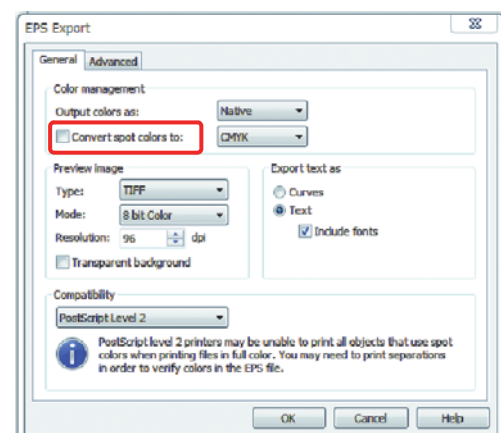 EPS Export
General Advanced
Color management
Output colors as: Native
Convert spot colors to: CMYK
Preview image
Type: TIFF
Mode: 8 bit Color
Resolution: 96 dpi
Transparent background
Export text as
Curves
Text
Include fonts
Compatibility
PostScript Level 2
PostScript level 2 printers may be unable to print all objects that use spot
colors when printing files in full color. You may need to print separations
in order to verify colors in the EPS file.
OK Cancel Help